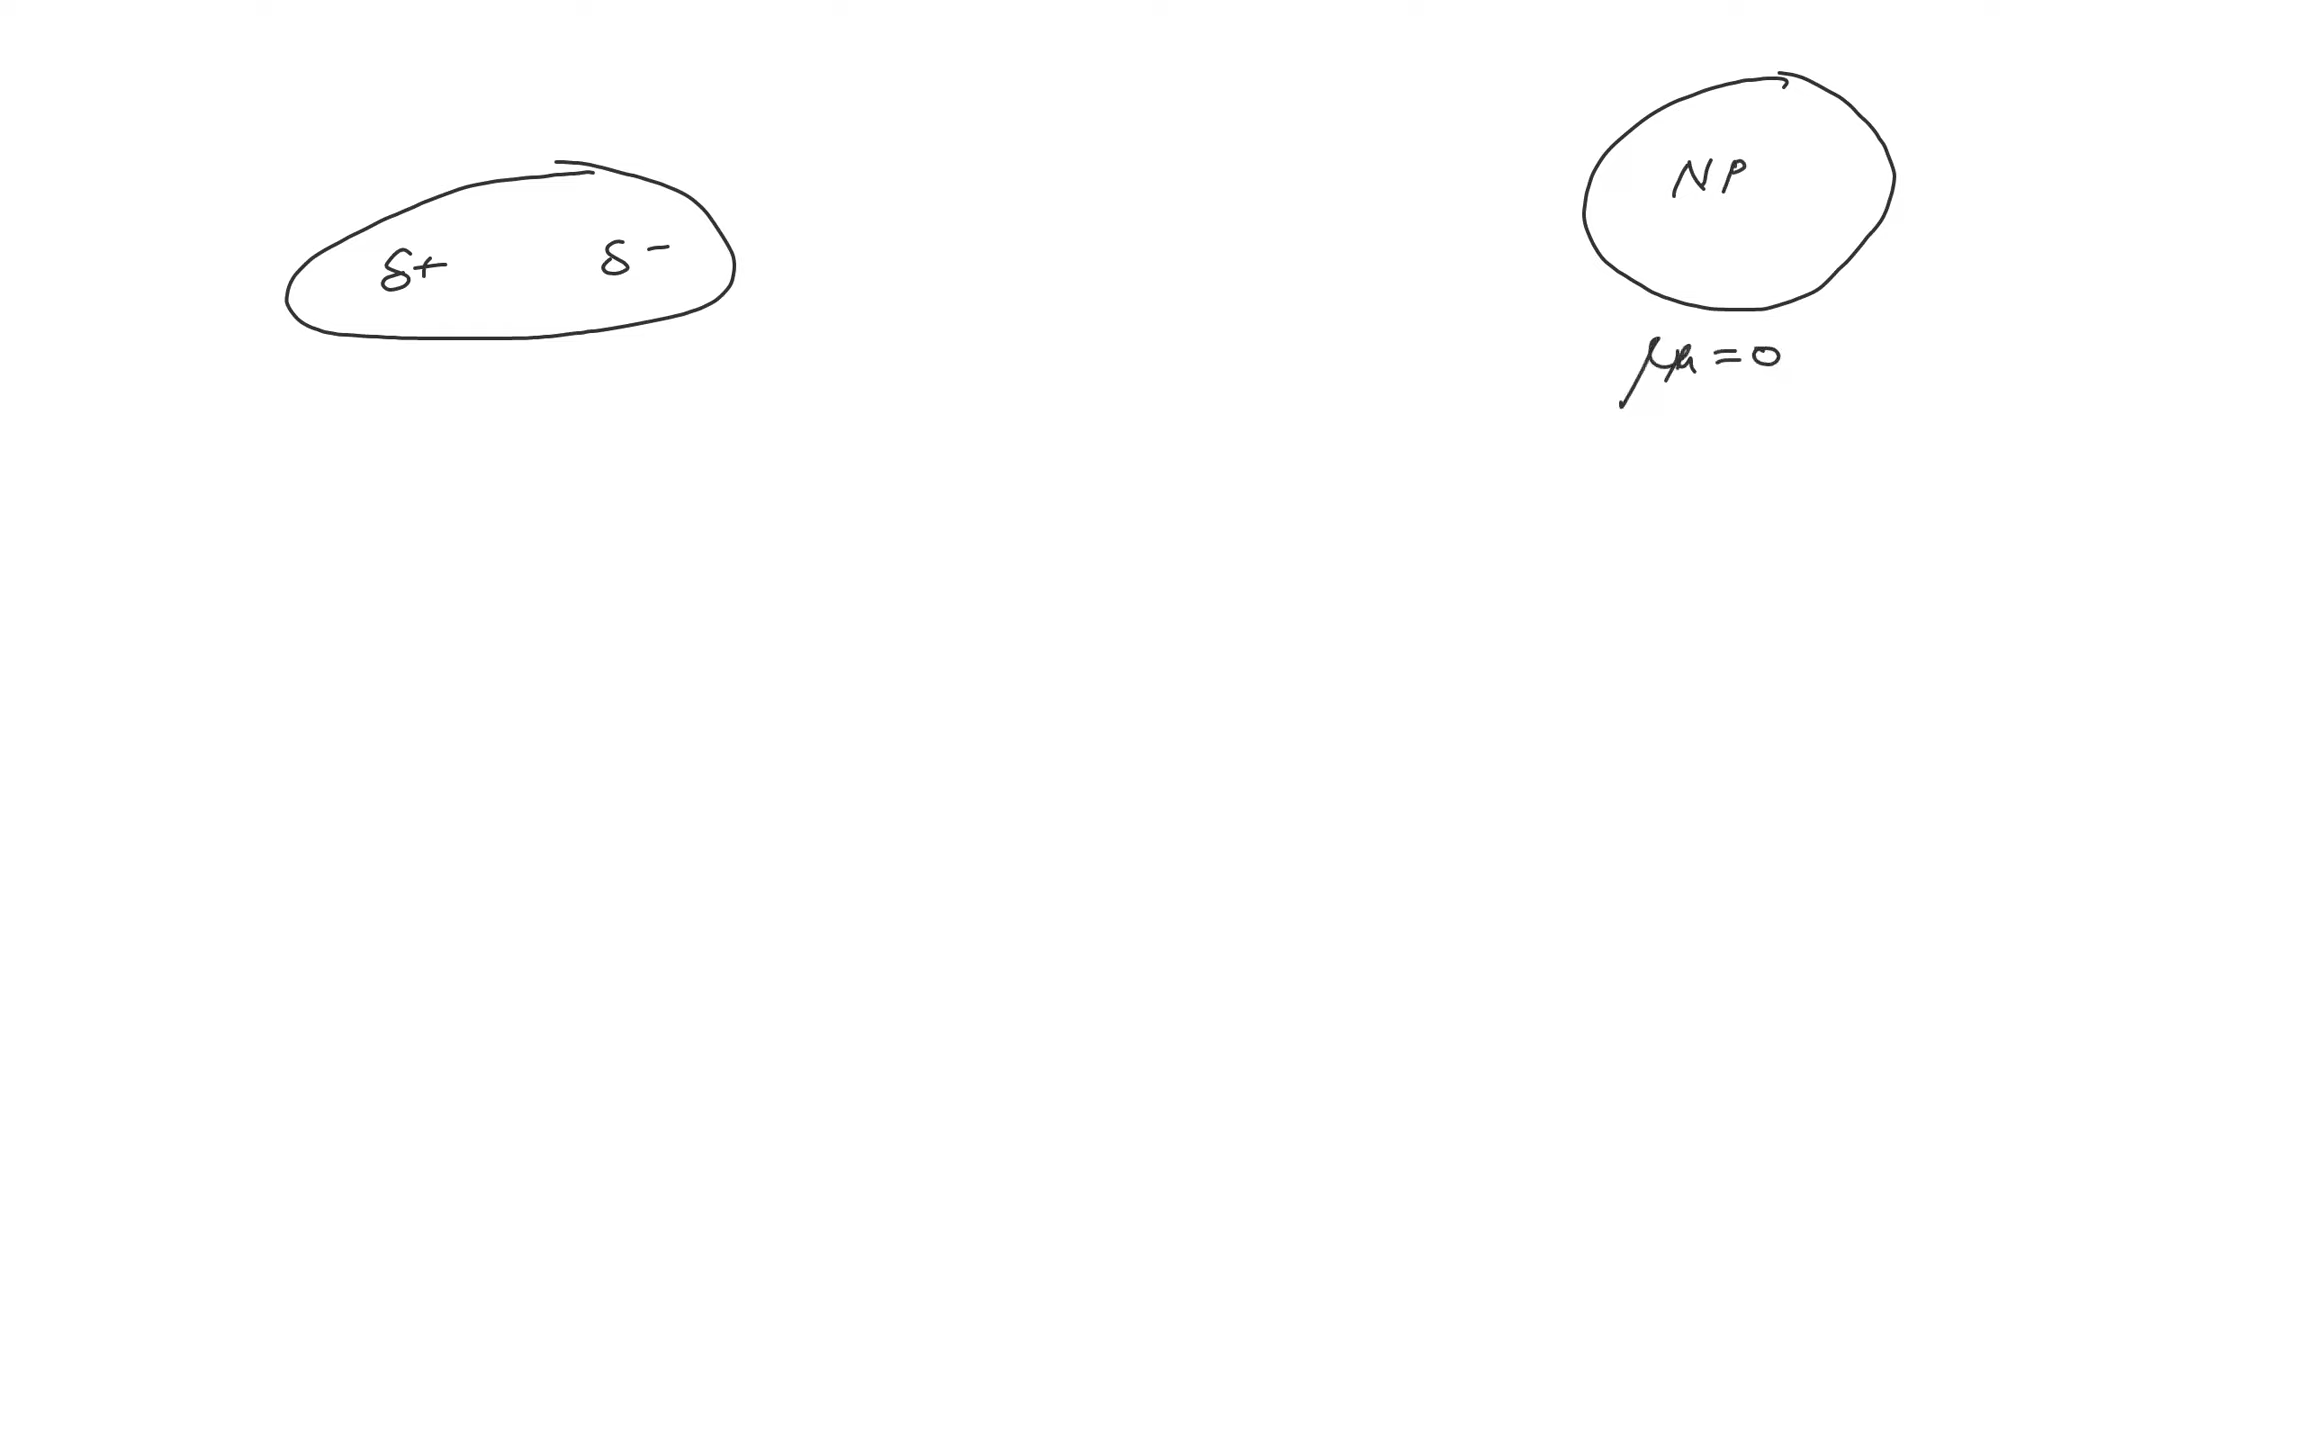 δ+ δ-
NP
μ = 0